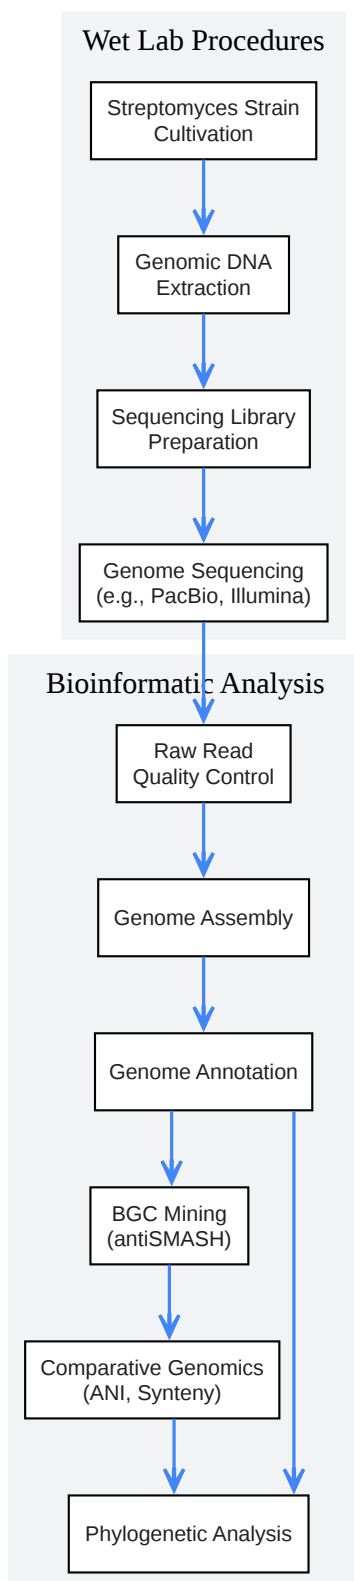 Wet Lab Procedures
Streptomyces Strain
Cultivation
Genomic DNA
Extraction
Sequencing Library
Preparation
Genome Sequencing
(e.g., PacBio, Illumina)
Bioinformatic Analysis
Raw Read
Quality Control
Genome Assembly
Genome Annotation
BGC Mining
(antiSMASH)
Comparative Genomics
(ANI, Synteny)
Phylogenetic Analysis